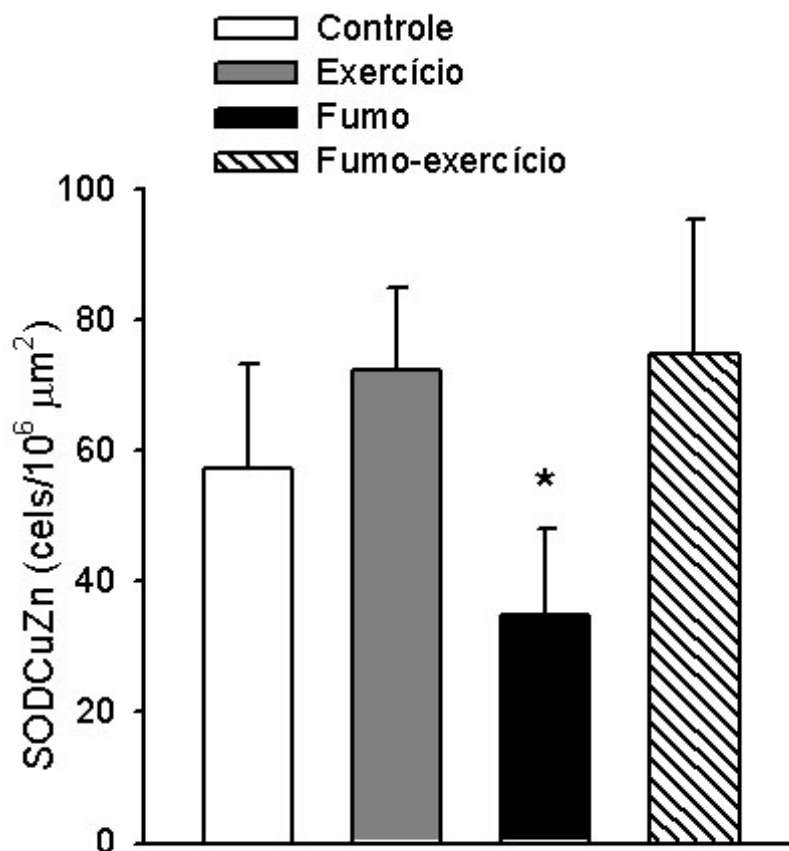 Controle
Exercício
Fumo
Fumo-exercício
100
80
60
40
20
0
SODCuZn (cels/10⁶ μm²)
*